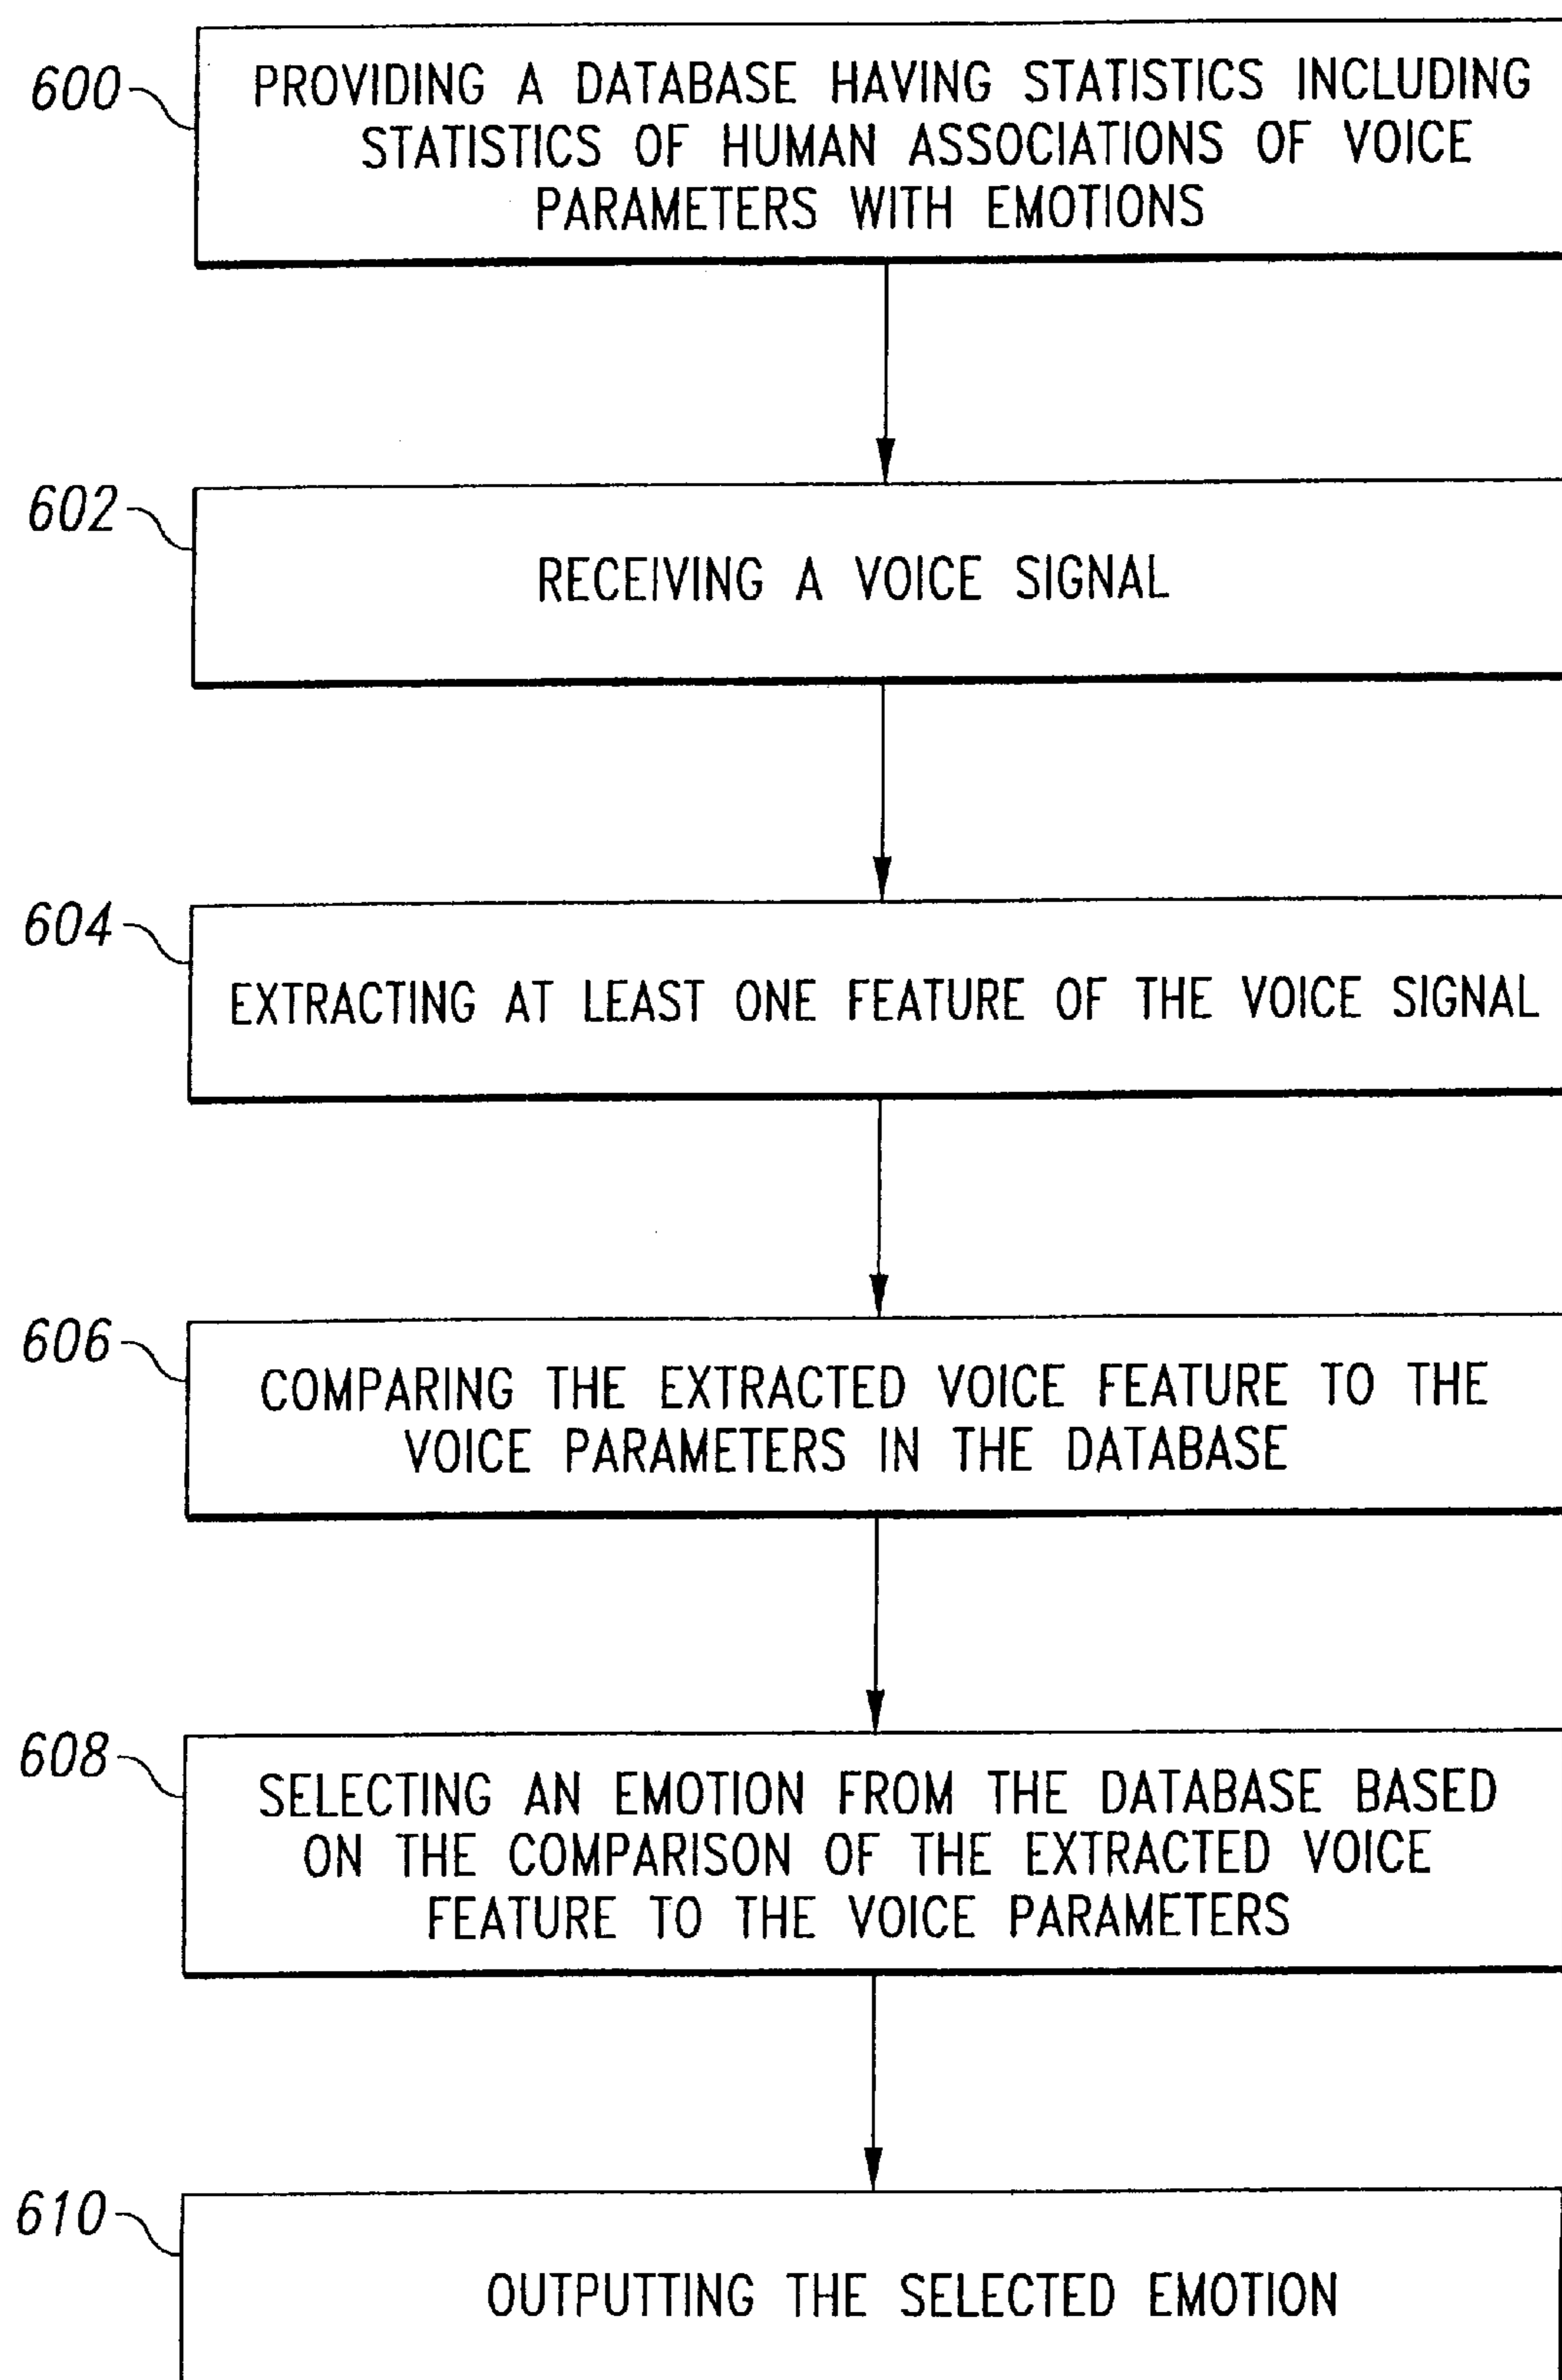 600
PROVIDING A DATABASE HAVING STATISTICS INCLUDING
STATISTICS OF HUMAN ASSOCIATIONS OF VOICE
PARAMETERS WITH EMOTIONS
602
RECEIVING A VOICE SIGNAL
604
EXTRACTING AT LEAST ONE FEATURE OF THE VOICE SIGNAL
606
COMPARING THE EXTRACTED VOICE FEATURE TO THE
VOICE PARAMETERS IN THE DATABASE
608
SELECTING AN EMOTION FROM THE DATABASE BASED
ON THE COMPARISON OF THE EXTRACTED VOICE
FEATURE TO THE VOICE PARAMETERS
610
OUTPUTTING THE SELECTED EMOTION